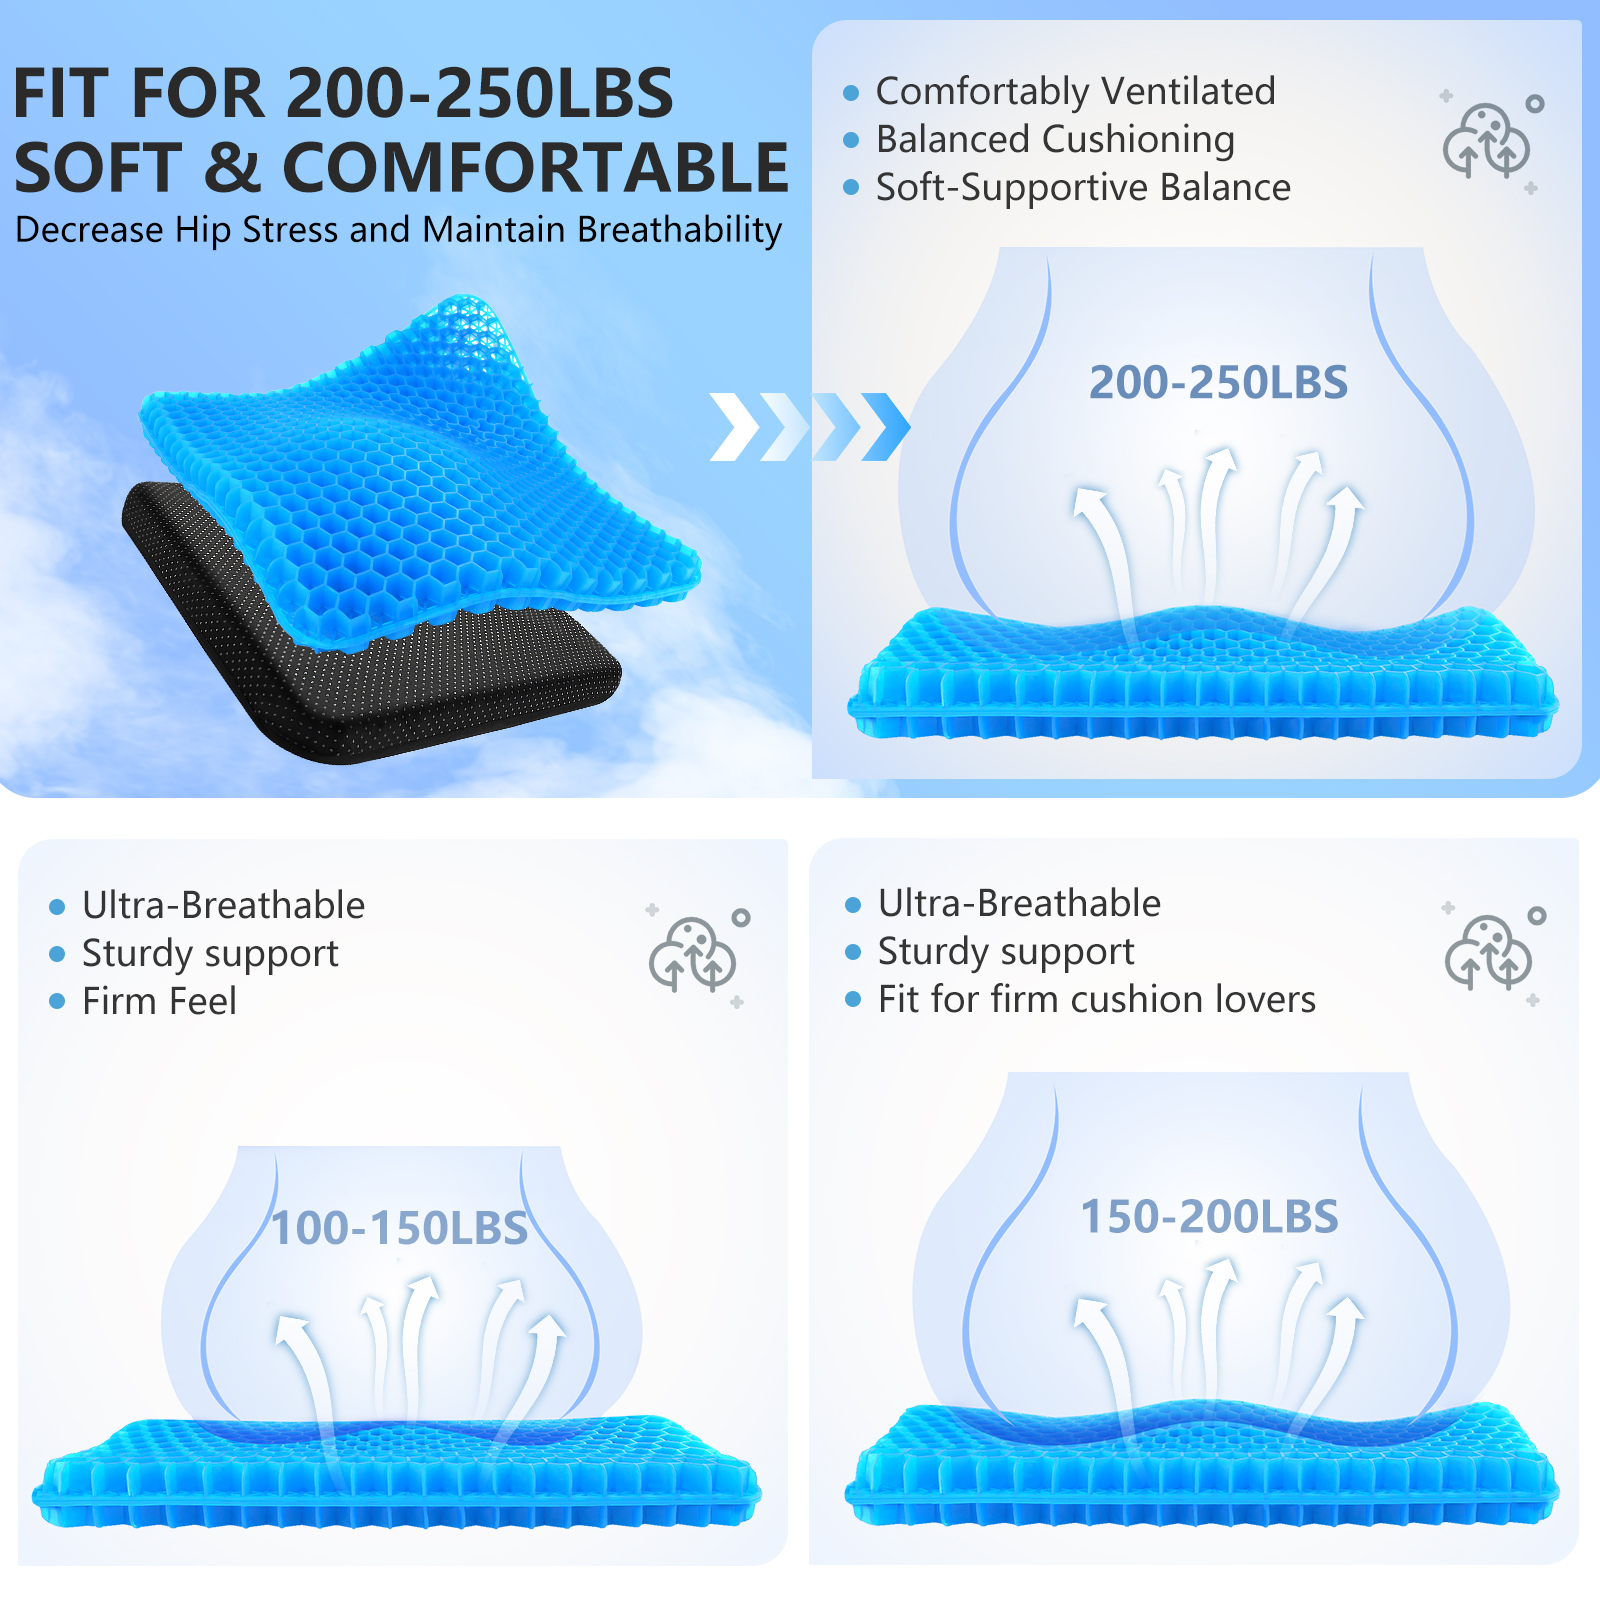 FIT FOR 200-250LBS
SOFT & COMFORTABLE
Decrease Hip Stress and Maintain Breathability
Comfortably Ventilated
Balanced Cushioning
Soft-Supportive Balance
200-250LBS
Ultra-Breathable
Sturdy support
Firm Feel
100-150LBS
Ultra-Breathable
Sturdy support
Fit for firm cushion lovers
150-200LBS